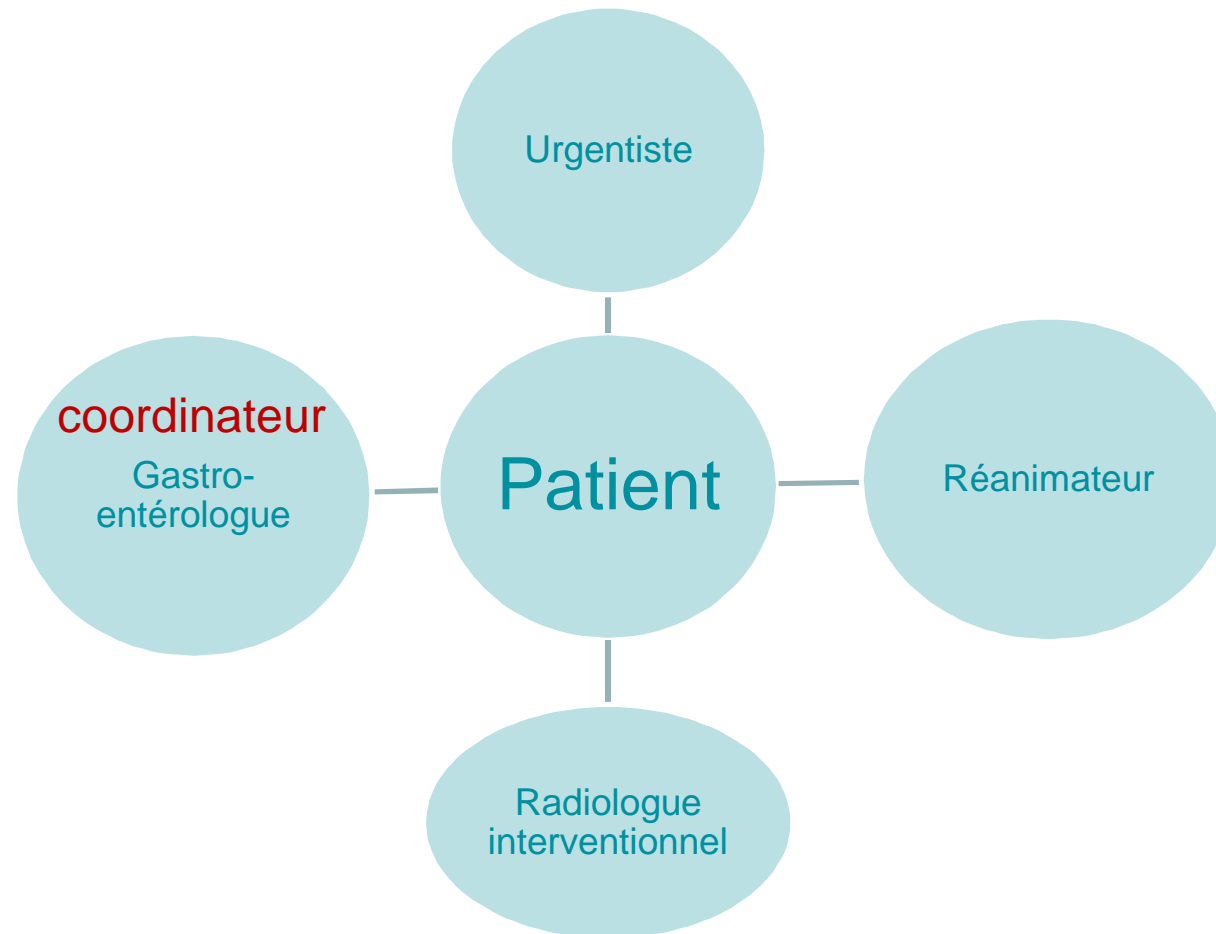 Urgentiste
coordinateur
Gastro-
entérologue
Patient
Réanimateur
Radiologue
interventionnel